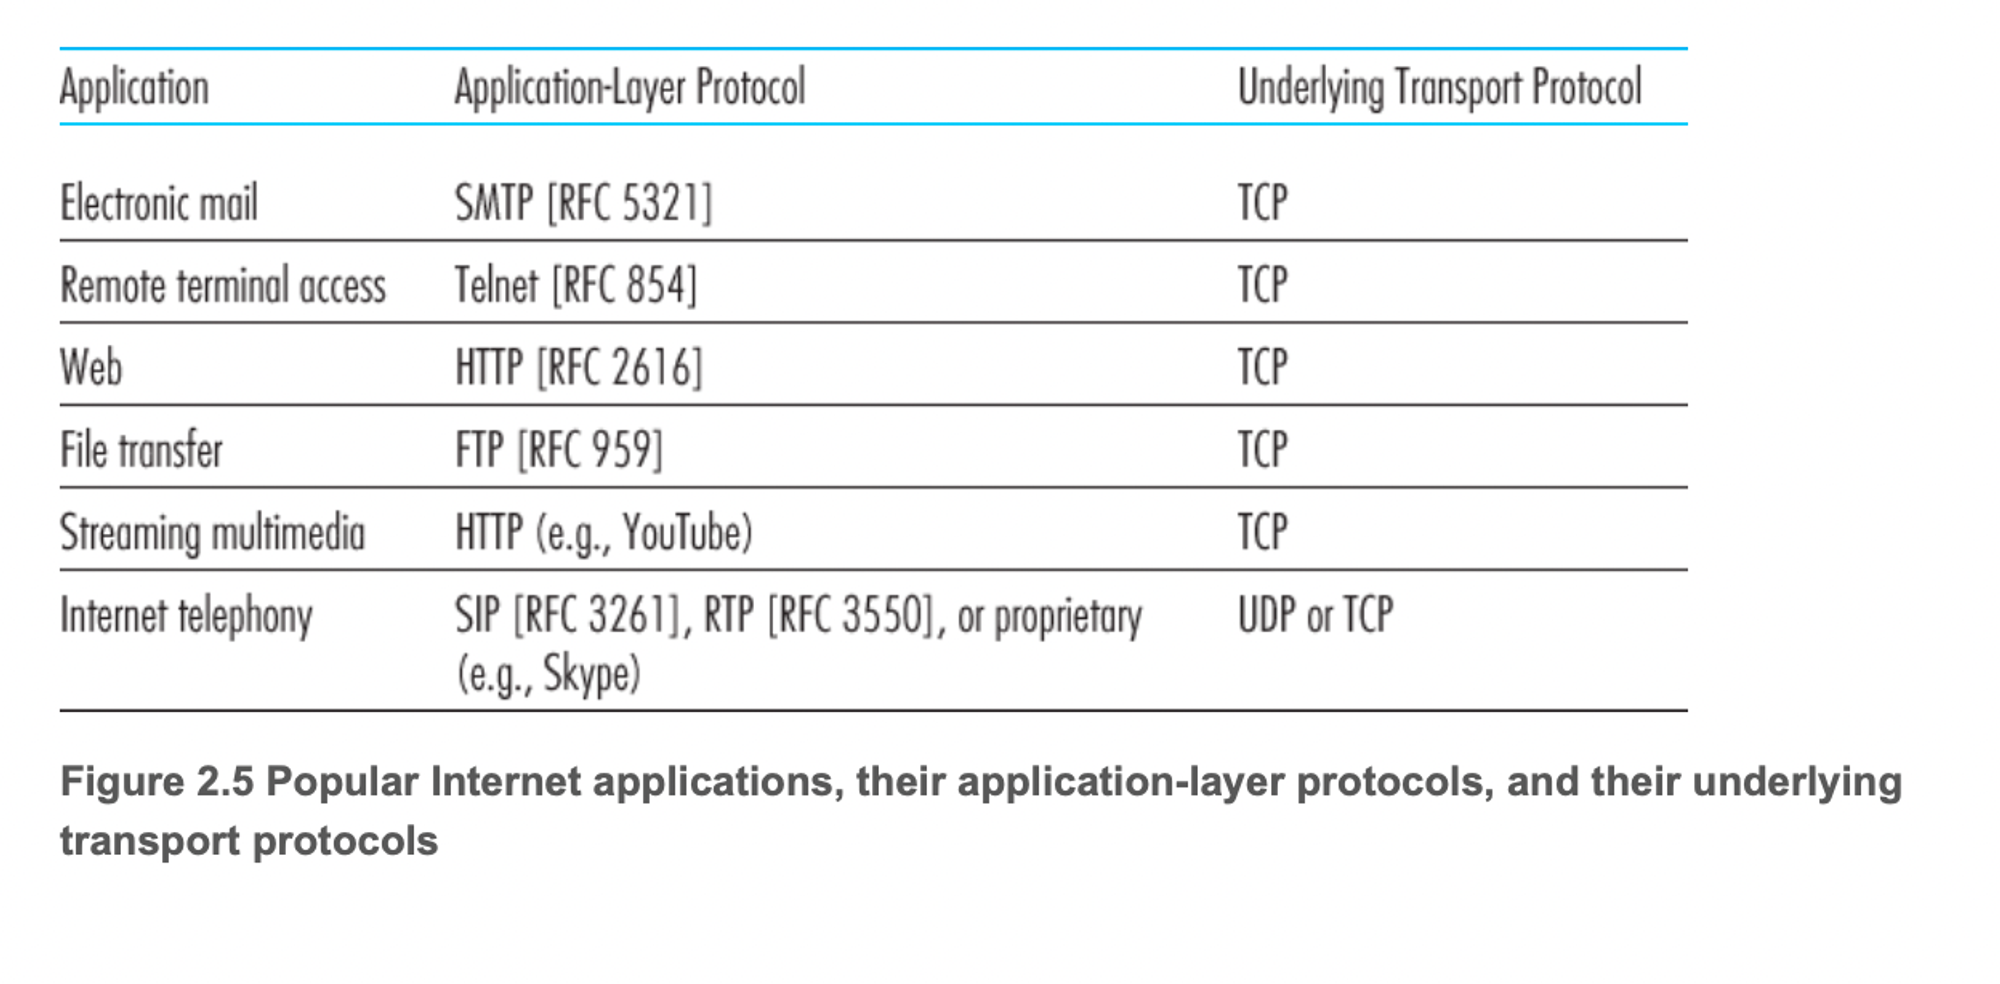 Application Application-Layer Protocol Underlying Transport Protocol
Electronic mail SMTP [RFC 5321] TCP
Remote terminal access Telnet [RFC 854] TCP
Web HTTP [RFC 2616] TCP
File transfer FTP [RFC 959] TCP
Streaming multimedia HTTP (e.g., YouTube) TCP
Internet telephony SIP [RFC 3261], RTP [RFC 3550], or proprietary UDP or TCP
(e.g., Skype)
Figure 2.5 Popular Internet applications, their application-layer protocols, and their underlying
transport protocols